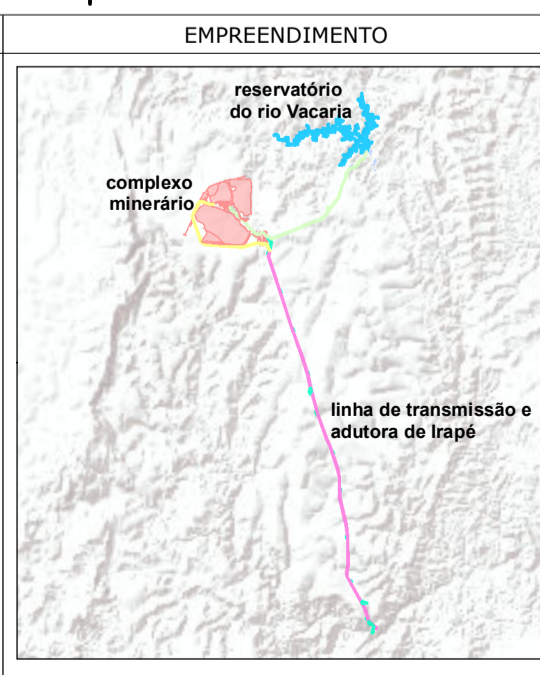 EMPREENDIMENTO
reservatório
do rio Vacaria
complexo
minerário
linha de transmissão e
adutora de Irapé